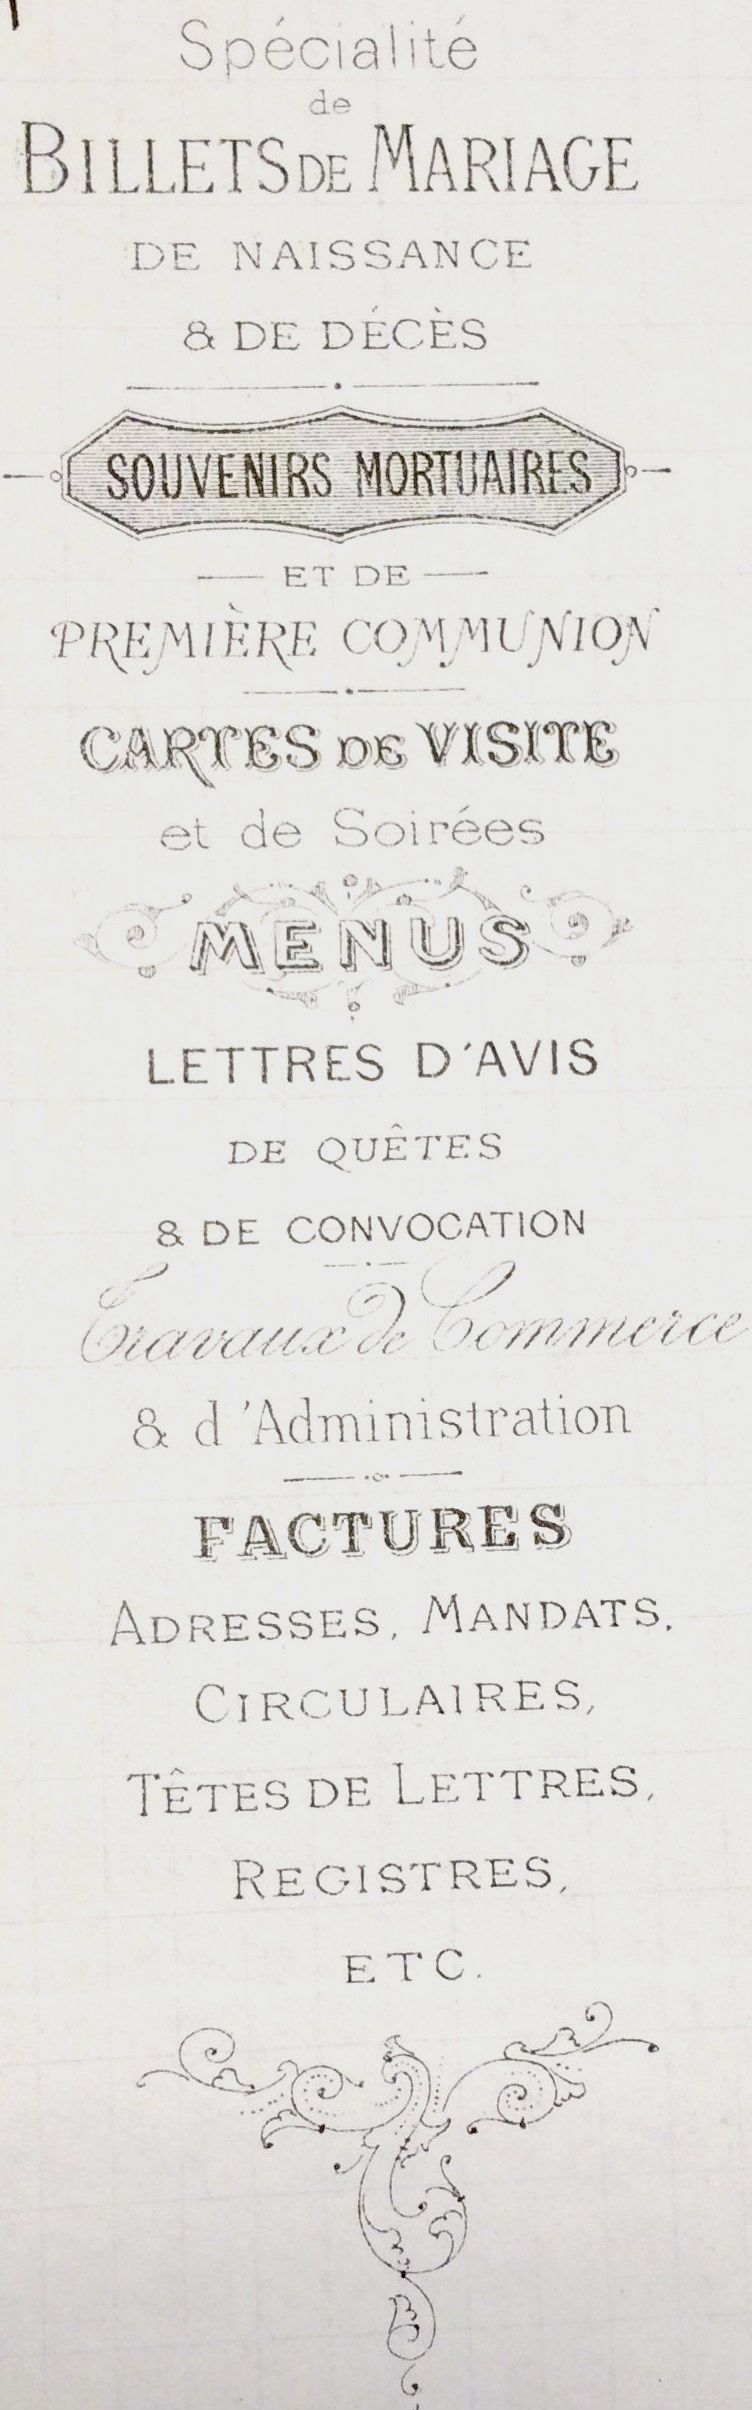 Spécialité
de
BILLETS DE MARIAGE
DE NAISSANCE
& DE DÉCÈS
SOUVENIRS MORTUAIRES
ET DE
PREMIÈRE COMMUNION
CARTES DE VISITE
et de Soirées
MENUS
LETTRES D'AVIS
DE QUÊTES
& DE CONVOCATION
Travaux de Commerce
& d'Administration
FACTURES
ADRESSES, MANDATS,
CIRCULAIRES,
TÊTES DE LETTRES,
REGISTRES,
ETC.